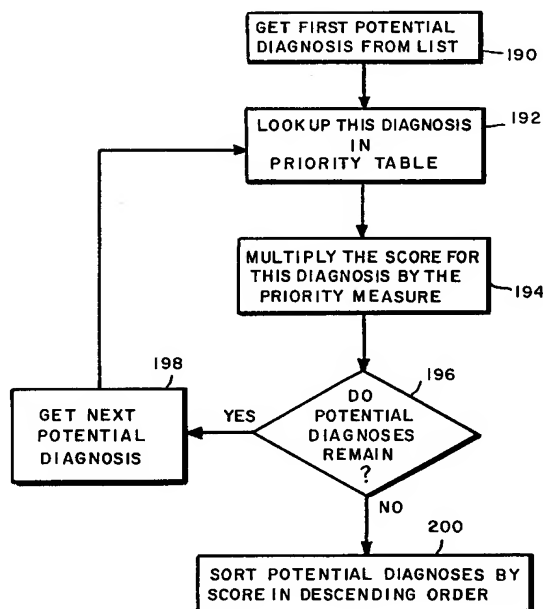 GET FIRST POTENTIAL
DIAGNOSIS FROM LIST
190
LOOKUP THIS DIAGNOSIS
IN
PRIORITY TABLE
192
MULTIPLY THE SCORE FOR
THIS DIAGNOSIS BY THE
PRIORITY MEASURE
194
196
DO
POTENTIAL
DIAGNOSES
REMAIN
?
YES
198
GET NEXT
POTENTIAL
DIAGNOSIS
NO
200
SORT POTENTIAL DIAGNOSES BY
SCORE IN DESCENDING ORDER